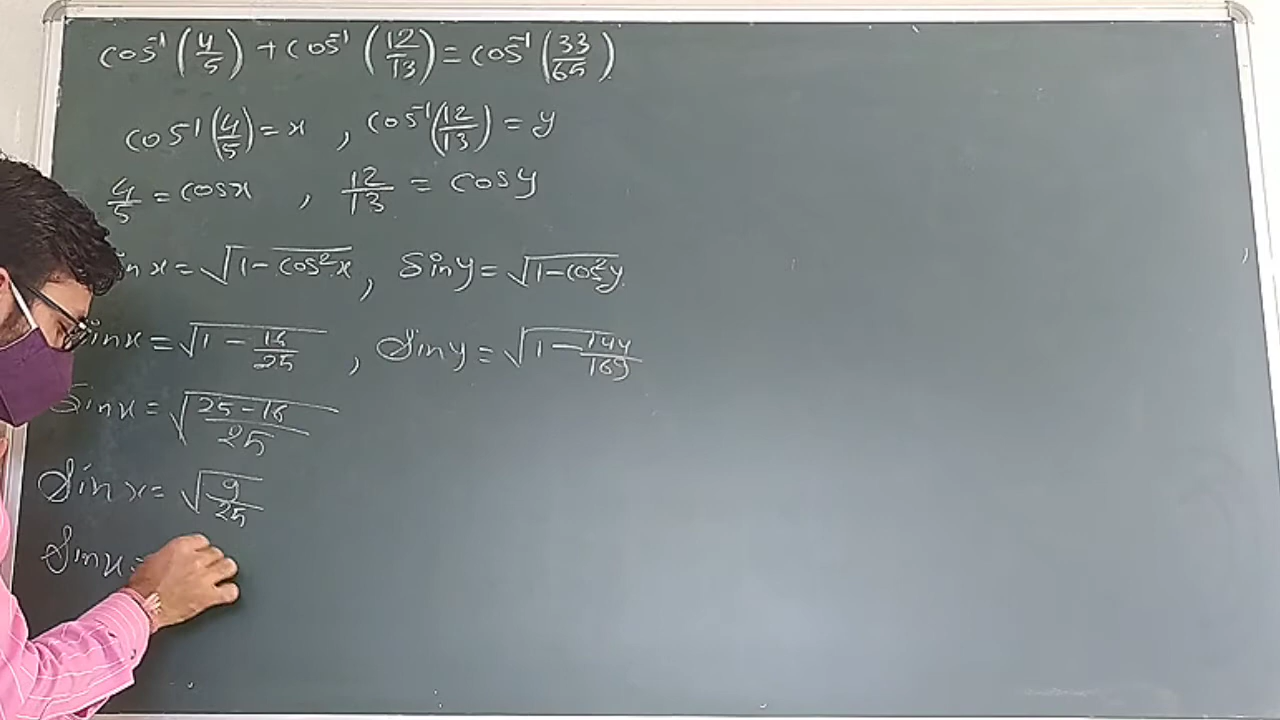 cos⁻¹(4/5) + cos⁻¹(12/13) = cos⁻¹(33/65)
cos⁻¹(4/5) = x , cos⁻¹(12/13) = y
4/5 = cosx , 12/13 = cosy
in x = √(1 - cos²x) , Siny = √(1 - cos²y)
Sinx = √(1 - 16/25) , Siny = √(1 - 144/169)
Sinx = √((25 - 16)/25)
Sinx = √(9/25)
Sinx =